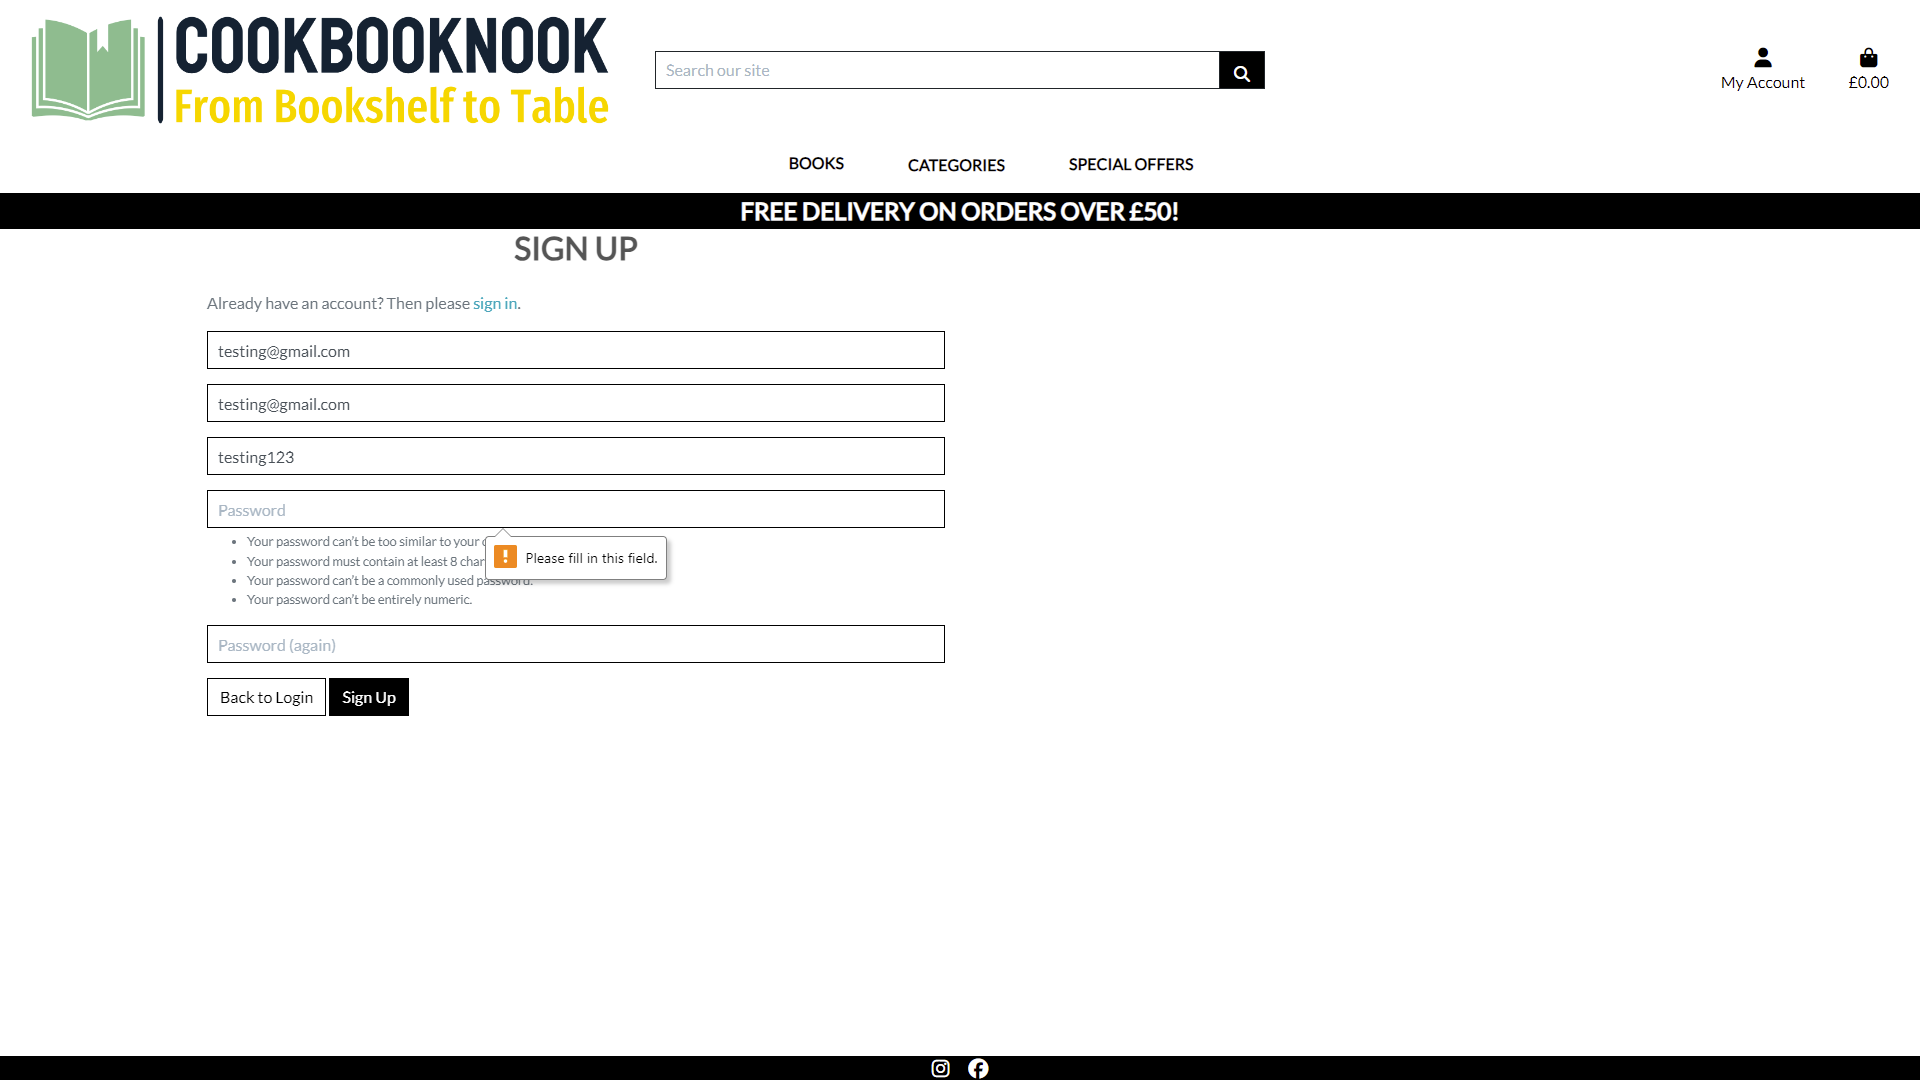 COOKBOOKNOOK
From Bookshelf to Table
Search our site
My Account
£0.00
BOOKS
CATEGORIES
SPECIAL OFFERS
FREE DELIVERY ON ORDERS OVER £50!
SIGN UP
Already have an account? Then please sign in.
testing@gmail.com
testing@gmail.com
testing123
Password
Your password can't be too similar to your
Please fill in this field.
Your password must contain at least 8
Your password can't be a commonly used password.
Your password can't be entirely numeric.
Password (again)
Back to Login
Sign Up